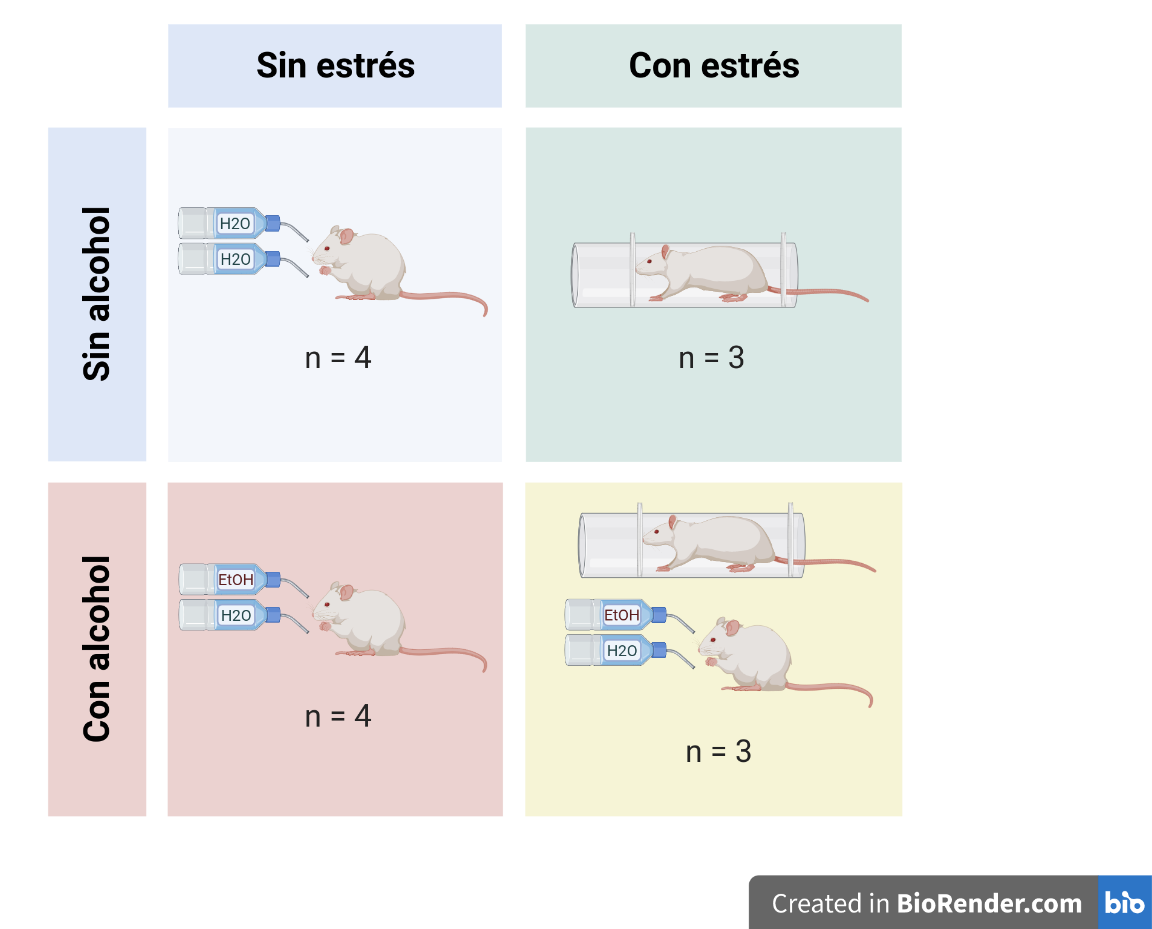 Sin estrés
Con estrés
Sin alcohol
H2O
H2O
n = 4
n = 3
Con alcohol
EtOH
H2O
n = 4
EtOH
H2O
n = 3
Created in BioRender.com bio